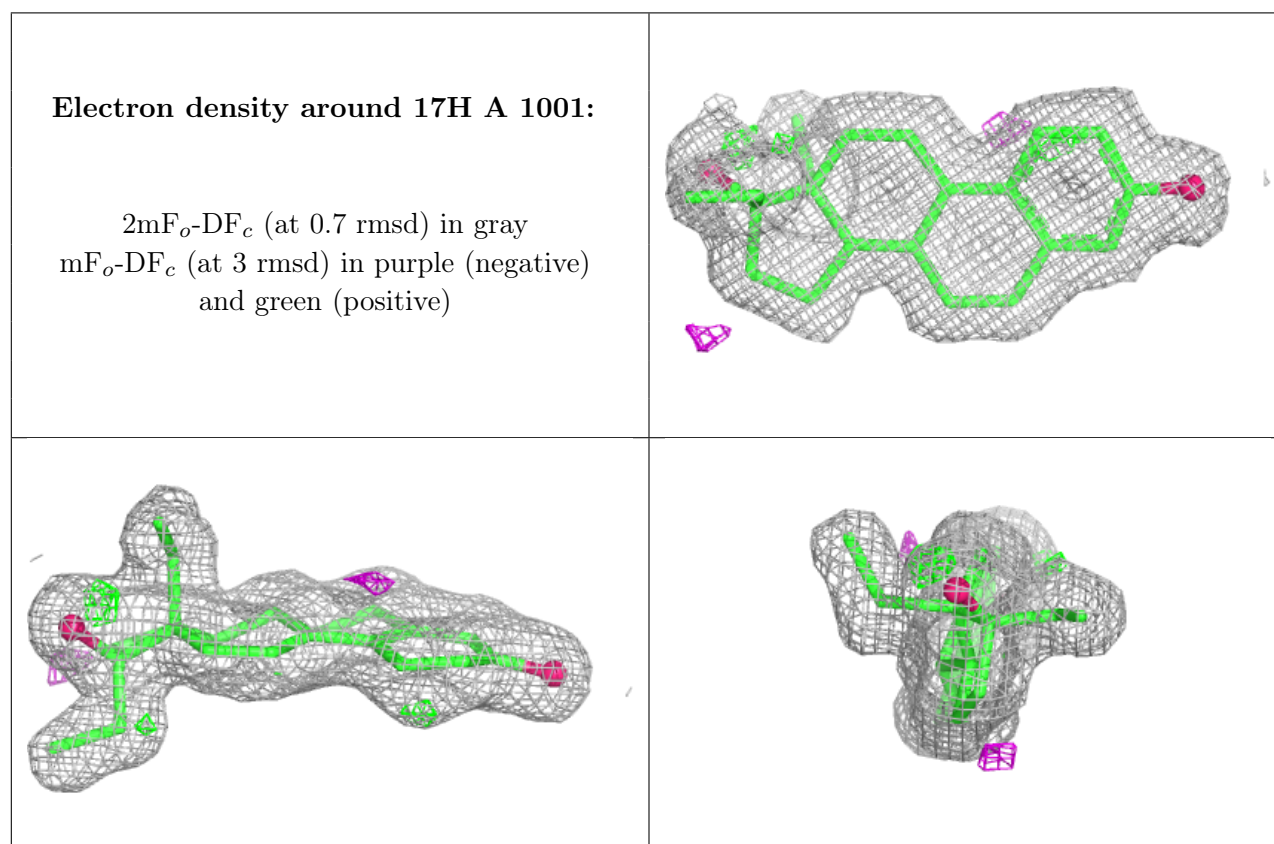 Electron density around 17H A 1001:
2mFo-DFc (at 0.7 rmsd) in gray
mFo-DFc (at 3 rmsd) in purple (negative)
and green (positive)